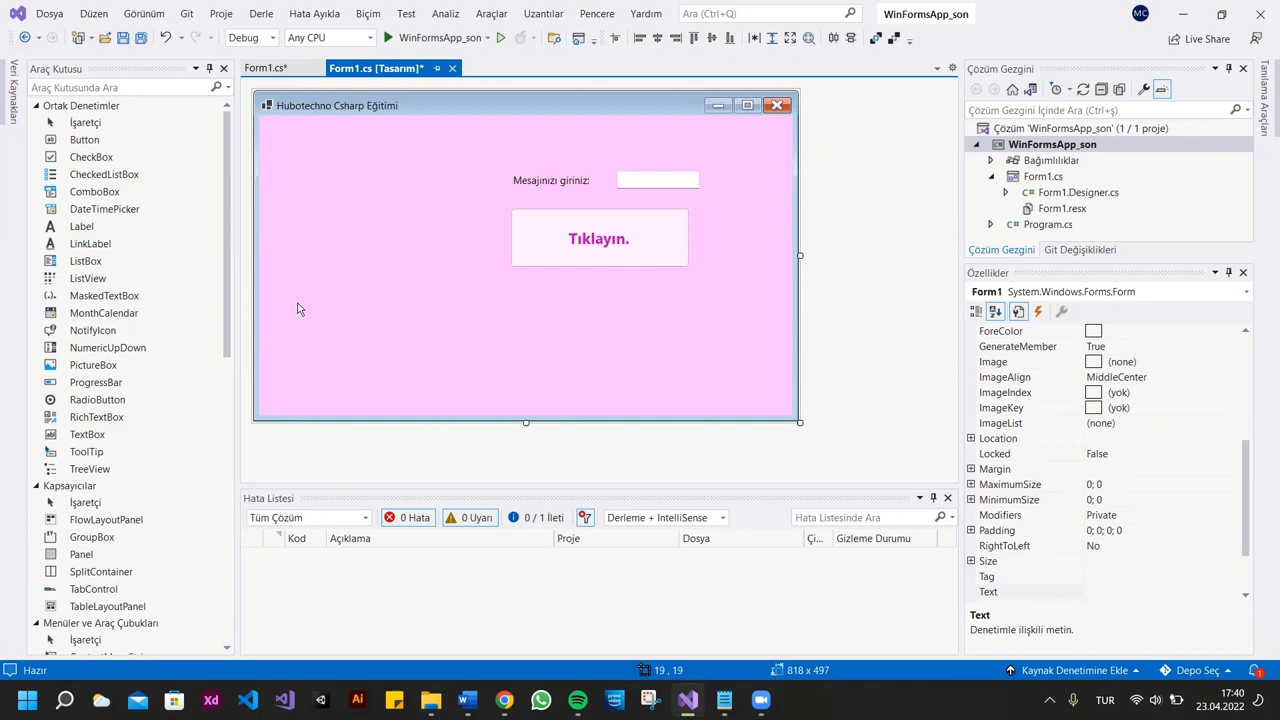 Dosya Düzen Görünüm Git Proje Derle Hata Ayıkla Biçim Test Analiz Araçlar Uzantılar Pencere Yardım Ara (Ctrl+Q) WinFormsApp_son MC
Debug Any CPU WinFormsApp_son Live Share
Veri Kaynakları
Araç Kutusu
Araç Kutusunda Ara
Ortak Denetimler
İşaretçi
Button
CheckBox
CheckedListBox
ComboBox
DateTimePicker
Label
LinkLabel
ListBox
ListView
MaskedTextBox
MonthCalendar
NotifyIcon
NumericUpDown
PictureBox
ProgressBar
RadioButton
RichTextBox
TextBox
ToolTip
TreeView
Kapsayıcılar
İşaretçi
FlowLayoutPanel
GroupBox
Panel
SplitContainer
TabControl
TableLayoutPanel
Menüler ve Araç Çubukları
İşaretçi
Form1.cs* Form1.cs [Tasarım]*
Hubotechno Csharp Eğitimi
Mesajınızı giriniz:
Tıklayın.
Hata Listesi
Tüm Çözüm 0 Hata 0 Uyarı 0 / 1 İleti Derleme + IntelliSense Hata Listesinde Ara
Kod Açıklama Proje Dosya Çi... Gizleme Durumu
Çözüm Gezgini
Çözüm Gezgini İçinde Ara (Ctrl+ş)
Çözüm 'WinFormsApp_son' (1 / 1 proje)
WinFormsApp_son
Bağımlılıklar
Form1.cs
Form1.Designer.cs
Form1.resx
Program.cs
Çözüm Gezgini Git Değişiklikleri
Tanılama Araçları
Özellikler
Form1 System.Windows.Forms.Form
ForeColor
GenerateMember True
Image (none)
ImageAlign MiddleCenter
ImageIndex (yok)
ImageKey (yok)
ImageList (none)
Location
Locked False
Margin
MaximumSize 0; 0
MinimumSize 0; 0
Modifiers Private
Padding 0; 0; 0; 0
RightToLeft No
Size
Tag
Text
Text
Denetimle ilişkili metin.
Hazır 19 , 19 818 x 497 Kaynak Denetimine Ekle Depo Seç 1
Xd Ai TUR 17:40
23.04.2022